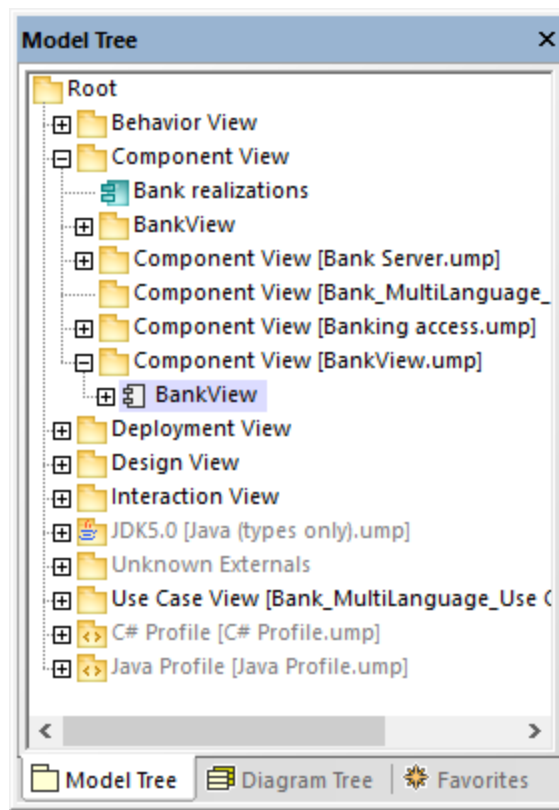 Model Tree
Root
Behavior View
Component View
Bank realizations
BankView
Component View [Bank Server.ump]
Component View [Bank_MultiLanguage_
Component View [Banking access.ump]
Component View [BankView.ump]
BankView
Deployment View
Design View
Interaction View
JDK5.0 [Java (types only).ump]
Unknown Externals
Use Case View [Bank_MultiLanguage_Use
C# Profile [C# Profile.ump]
Java Profile [Java Profile.ump]
Model Tree Diagram Tree Favorites